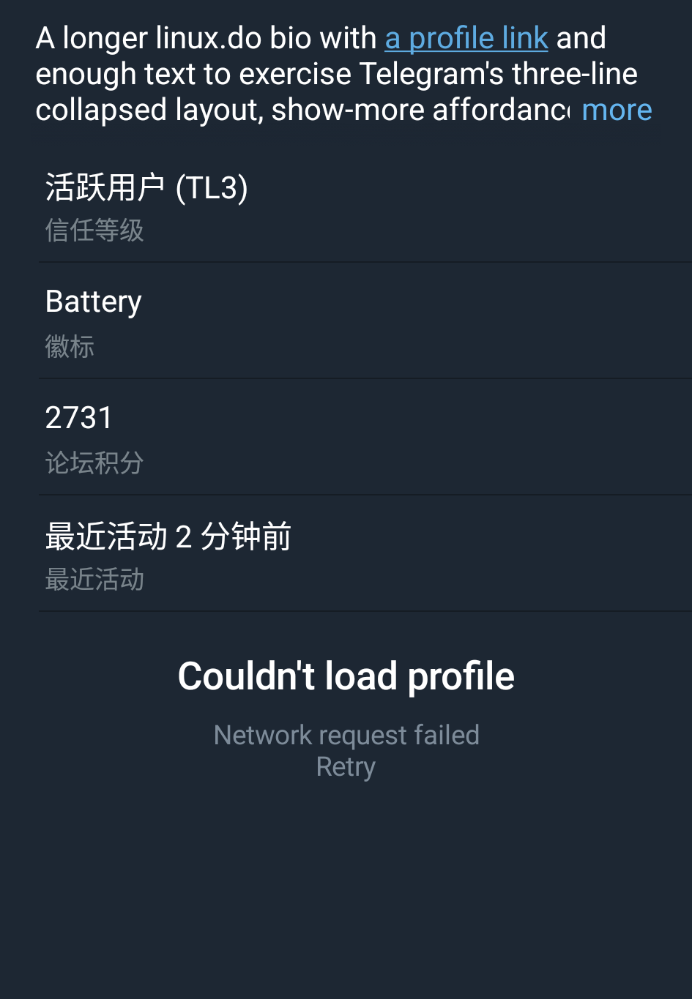 A longer linux.do bio with a profile link and
enough text to exercise Telegram's three-line
collapsed layout, show-more more
活跃用户 (TL3)
信任等级
Battery
徽标
2731
论坛积分
最近活动 2 分钟前
最近活动
Couldn't load profile
Network request failed
Retry